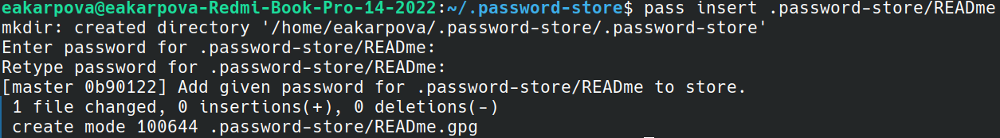 eakarpova@eakarpova-Redmi-Book-Pro-14-2022:~/.password-store$ pass insert .password-store/READme
mkdir: created directory '/home/eakarpova/.password-store/.password-store'
Enter password for .password-store/READme:
Retype password for .password-store/READme:
[master 0b90122] Add given password for .password-store/READme to store.
 1 file changed, 0 insertions(+), 0 deletions(-)
 create mode 100644 .password-store/READme.gpg